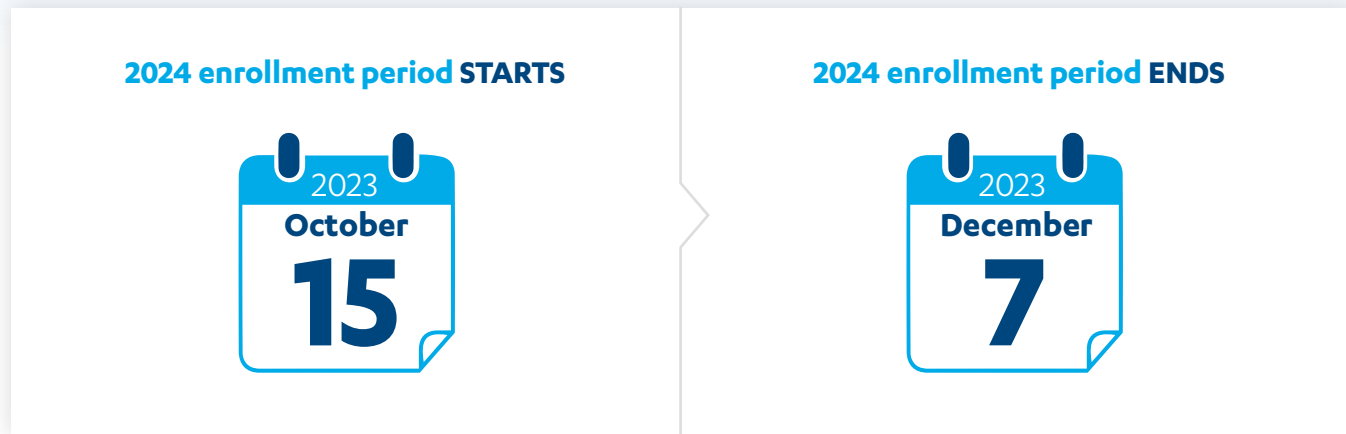 2024 enrollment period STARTS
2023
October
15
2024 enrollment period ENDS
2023
December
7